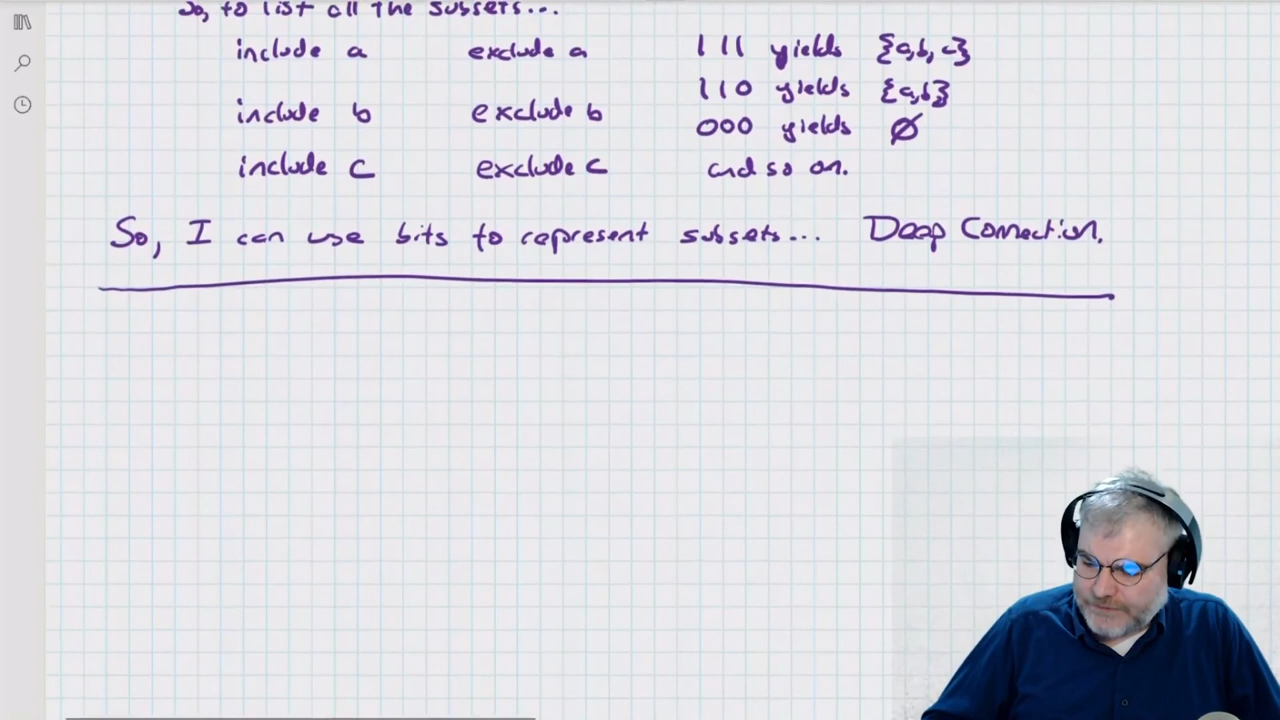 So, to list all the subsets...
include a exclude a 111 yields {a,b,c}
110 yields {a,b}
include b exclude b
000 yields ∅
include c exclude c and so on.
So, I can use bits to represent subsets... Deep Connection.